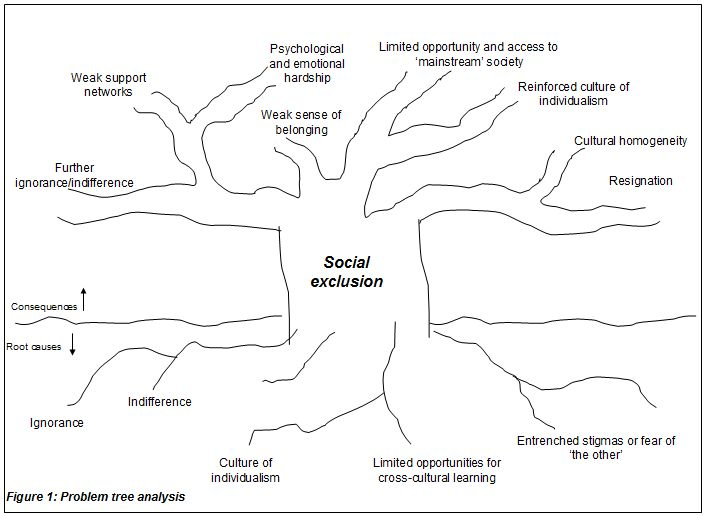 Psychological
and emotional
hardship
Limited opportunity and access to
‘mainstream’ society
Weak support
networks
Reinforced culture of
individualism
Weak sense of
belonging
Cultural homogeneity
Further
ignorance/indifference
Resignation
Social
exclusion
Consequences
Root causes
Indifference
Ignorance
Entrenched stigmas or fear of
‘the other’
Culture of
individualism
Limited opportunities for
cross-cultural learning
Figure 1: Problem tree analysis